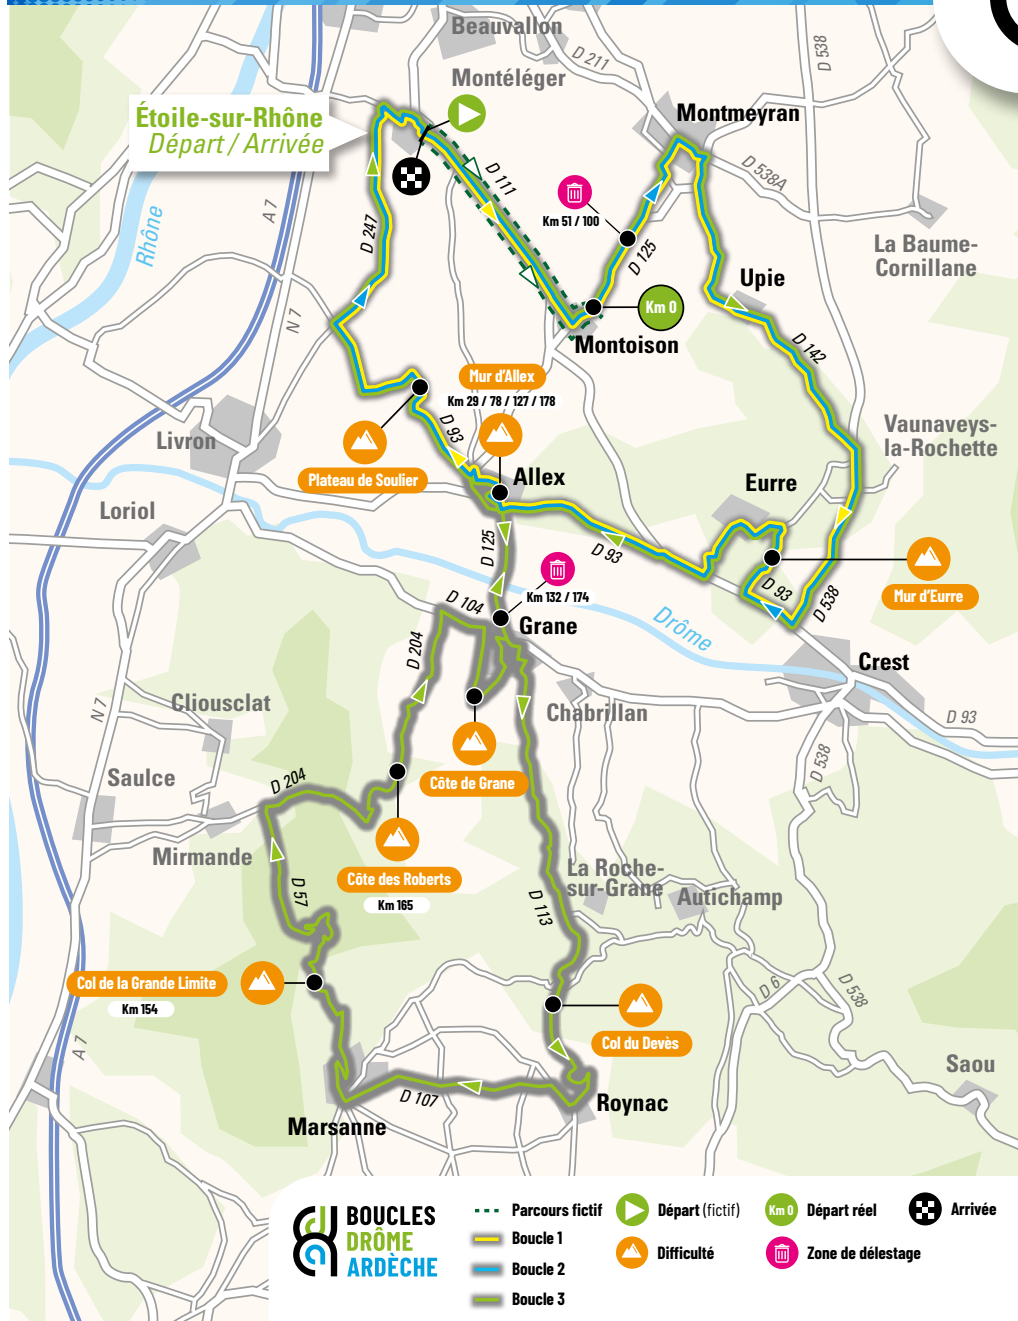 Beauvallon
D 211
D 538
Montéléger
Étoile-sur-Rhône
Départ / Arrivée
Montmeyran
D 111
D 538A
A 7
Rhône
D 247
Km 51 / 100
D 125
La Baume-
Cornillane
Upie
Km 0
N 7
Montoison
D 142
Mur d'Allex
Km 29 / 78 / 127 / 178
D 93
Vaunaveys-
la-Rochette
Livron
Plateau de Soulier
Allex
Eurre
Loriol
D 125
D 93
Km 132 / 174
D 93
D 538
Mur d'Eurre
D 104
Grane
Drôme
D 204
Crest
Cliousclat
N 7
Chabrillan
D 93
D 538
Saulce
D 204
Côte de Grane
Mirmande
Côte des Roberts
Km 165
La Roche-
sur-Grane
Autichamp
D 57
D 113
Col de la Grande Limite
Km 154
D 6
D 538
A 7
Col du Devès
Saou
D 107
Roynac
Marsanne
BOUCLES
DRÔME
ARDÈCHE
Parcours fictif
Départ (fictif)
Km 0
Départ réel
Arrivée
Boucle 1
Difficulté
Zone de délestage
Boucle 2
Boucle 3